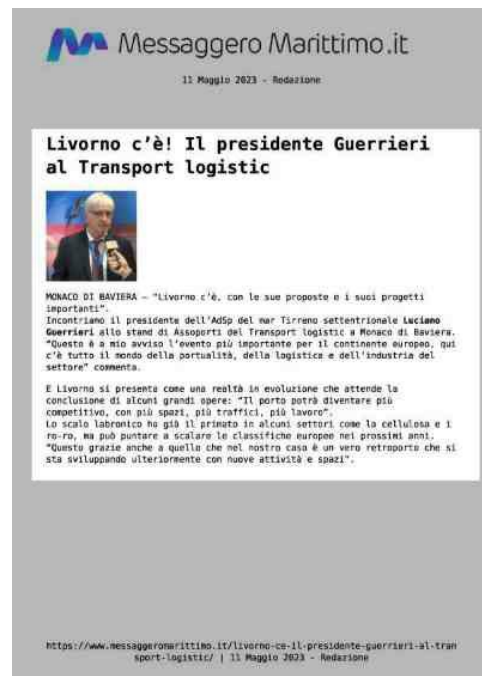 Messaggero Marittimo.it
11 Maggio 2023 - Redazione
Livorno c'è! Il presidente Guerrieri
al Transport logistic
MONACO DI BAVIERA – "Livorno c'è, con le sue proposte e i suoi progetti
importanti".
Incontriamo il presidente dell'AdSp del mar Tirreno settentrionale Luciano
Guerrieri allo stand di Assoporti del Transport logistic a Monaco di Baviera.
"Questo è a mio avviso l'evento più importante per il continente europeo, qui
c'è tutto il mondo della portualità, della logistica e dell'industria del
settore" commenta.
E Livorno si presenta come una realtà in evoluzione che attende la
conclusione di alcuni grandi opere: "Il porto potrà diventare più
competitivo, con più spazi, più traffici, più lavoro".
Lo scalo labronico ha già il primato in alcuni settori come la cellulosa e i
ro-ro, ma può puntare a scalare le classifiche europee nei prossimi anni.
"Questo grazie anche a quello che nel nostro caso è un vero retroporto che si
sta sviluppando ulteriormente con nuove attività e spazi".
https://www.messaggeromarittimo.it/livorno-ce-il-presidente-guerrieri-al-tran
sport-logistic/ | 11 Maggio 2023 - Redazione